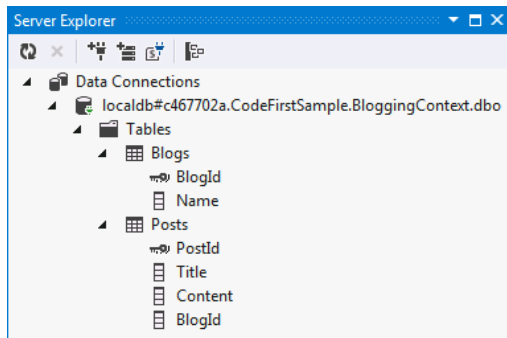 Server Explorer
Data Connections
localdb#c467702a.CodeFirstSample.BloggingContext.dbo
Tables
Blogs
BlogId
Name
Posts
PostId
Title
Content
BlogId